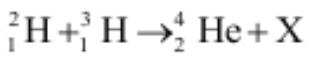 ²₁H + ³₁H → ⁴₂He + X